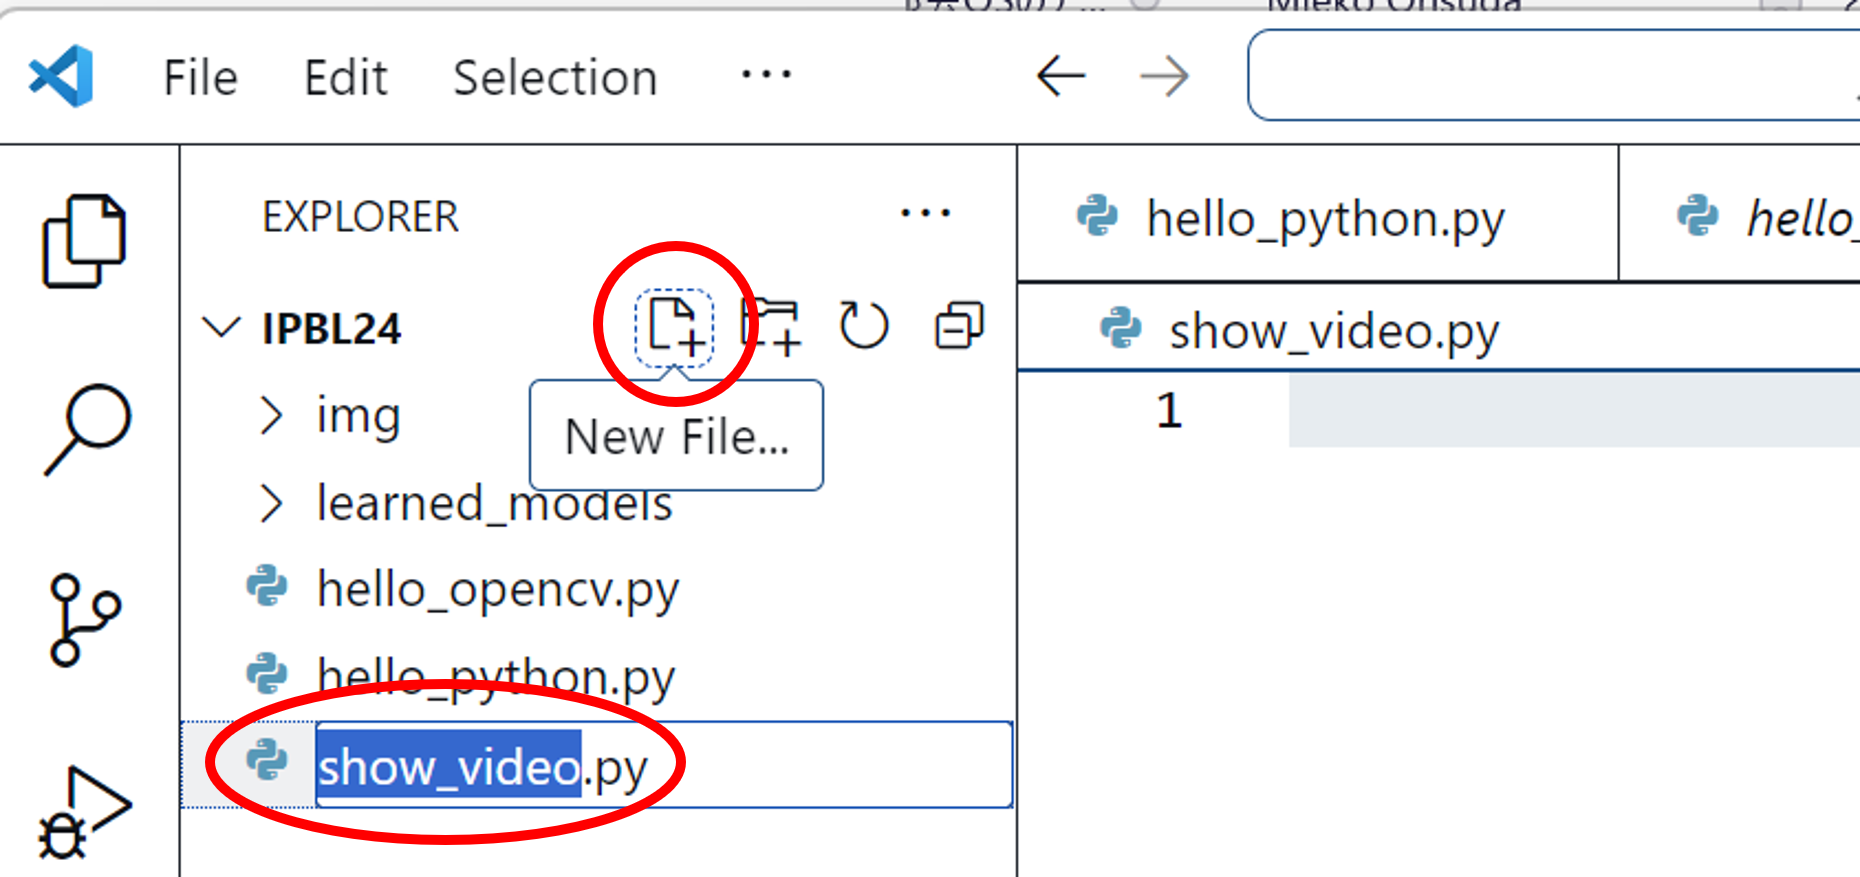 File Edit Selection ...
EXPLORER ...
hello_python.py
hello_
IPBL24
show_video.py
1
img
New File...
learned_models
hello_opencv.py
hello_python.py
show_video.py